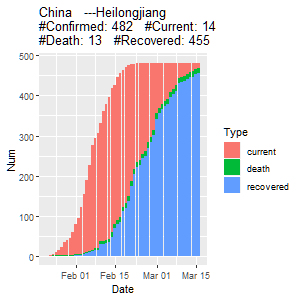 China ---Heilongjiang
#Confirmed: 482 #Current: 14
#Death: 13 #Recovered: 455
500
400
300
200
100
0
Num
Feb 01 Feb 15 Mar 01 Mar 15
Date
Type
current
death
recovered